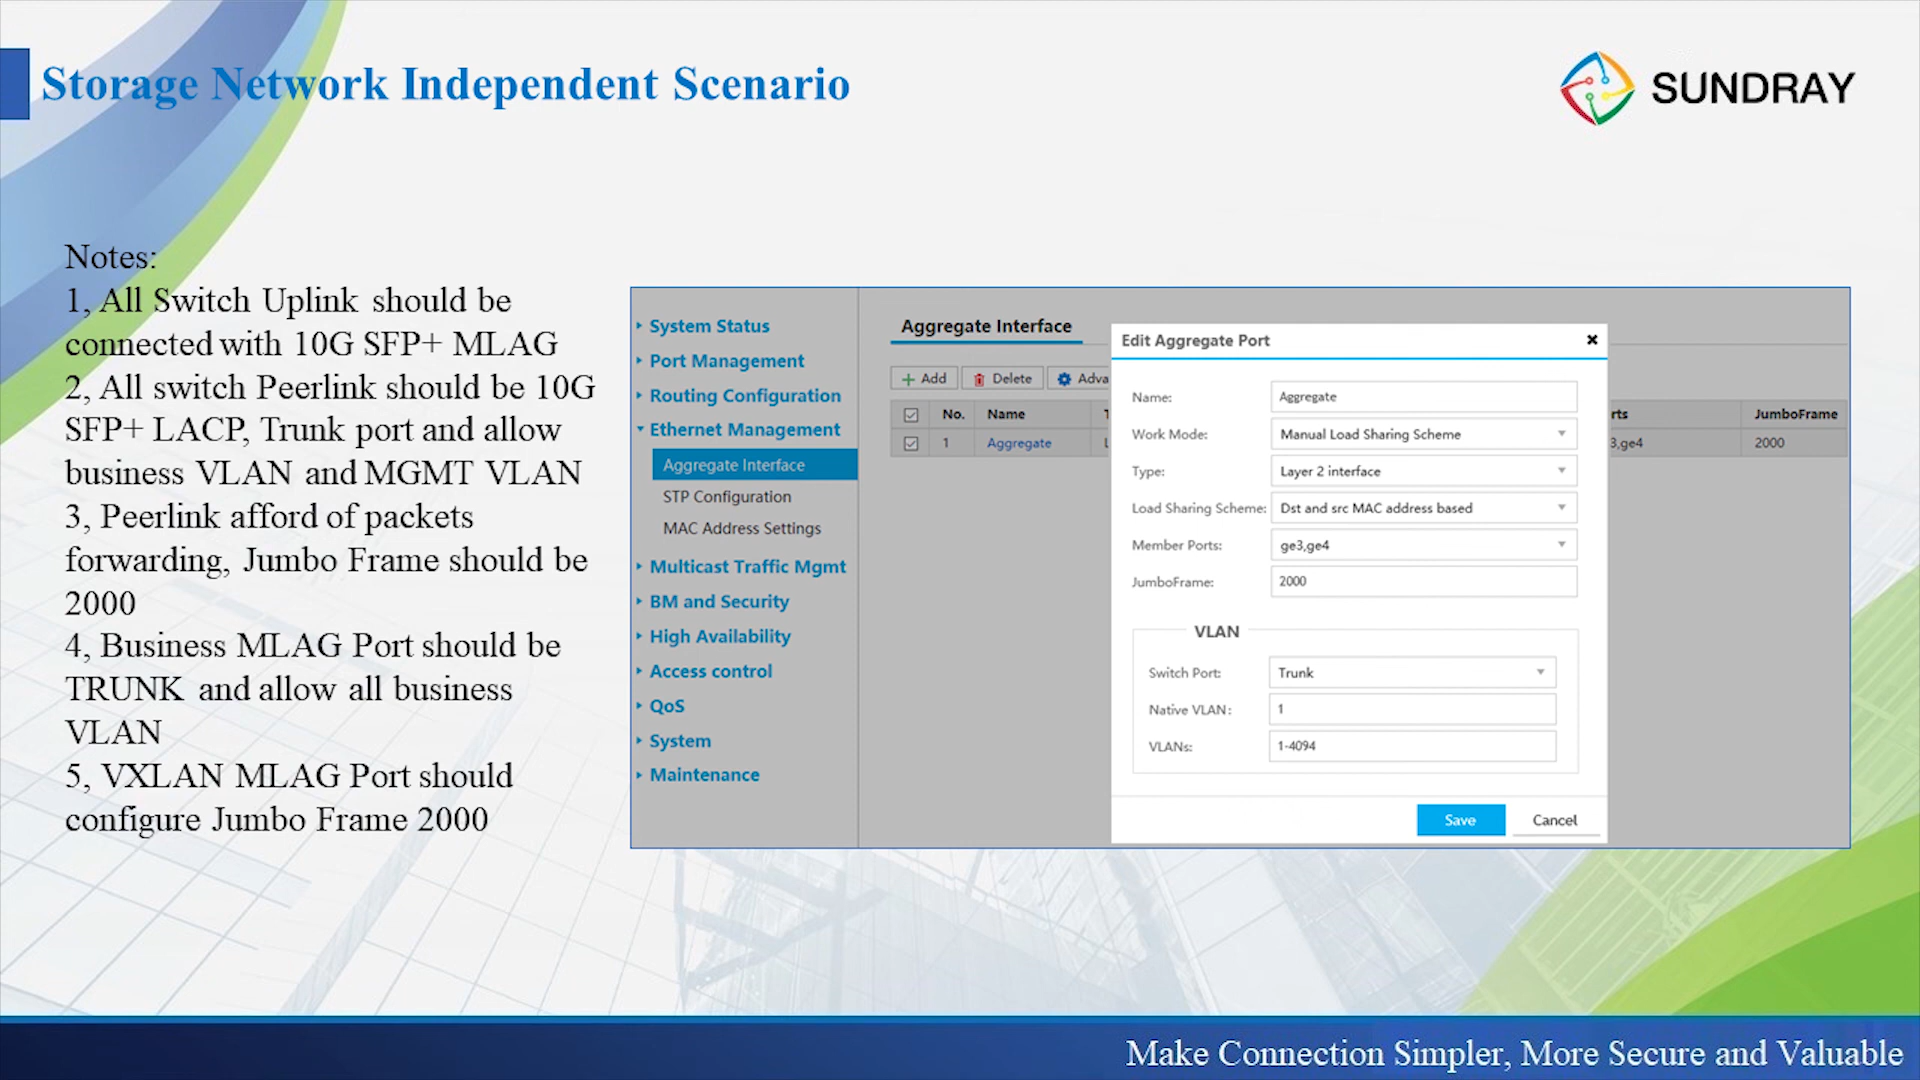 Storage Network Independent Scenario
SUNDRAY
Notes:
1, All Switch Uplink should be
connected with 10G SFP+ MLAG
2, All switch Peerlink should be 10G
SFP+ LACP, Trunk port and allow
business VLAN and MGMT VLAN
3, Peerlink afford of packets
forwarding, Jumbo Frame should be
2000
4, Business MLAG Port should be
TRUNK and allow all business
VLAN
5, VXLAN MLAG Port should
configure Jumbo Frame 2000
System Status
Port Management
Routing Configuration
Ethernet Management
Aggregate Interface
STP Configuration
MAC Address Settings
Multicast Traffic Mgmt
BM and Security
High Availability
Access control
QoS
System
Maintenance
Aggregate Interface
Add Delete Adva
No. Name rts JumboFrame
1 Aggregate 3,ge4 2000
Edit Aggregate Port
Name: Aggregate
Work Mode: Manual Load Sharing Scheme
Type: Layer 2 interface
Load Sharing Scheme: Dst and src MAC address based
Member Ports: ge3,ge4
JumboFrame: 2000
VLAN
Switch Port: Trunk
Native VLAN: 1
VLANs: 1-4094
Save Cancel
Make Connection Simpler, More Secure and Valuable